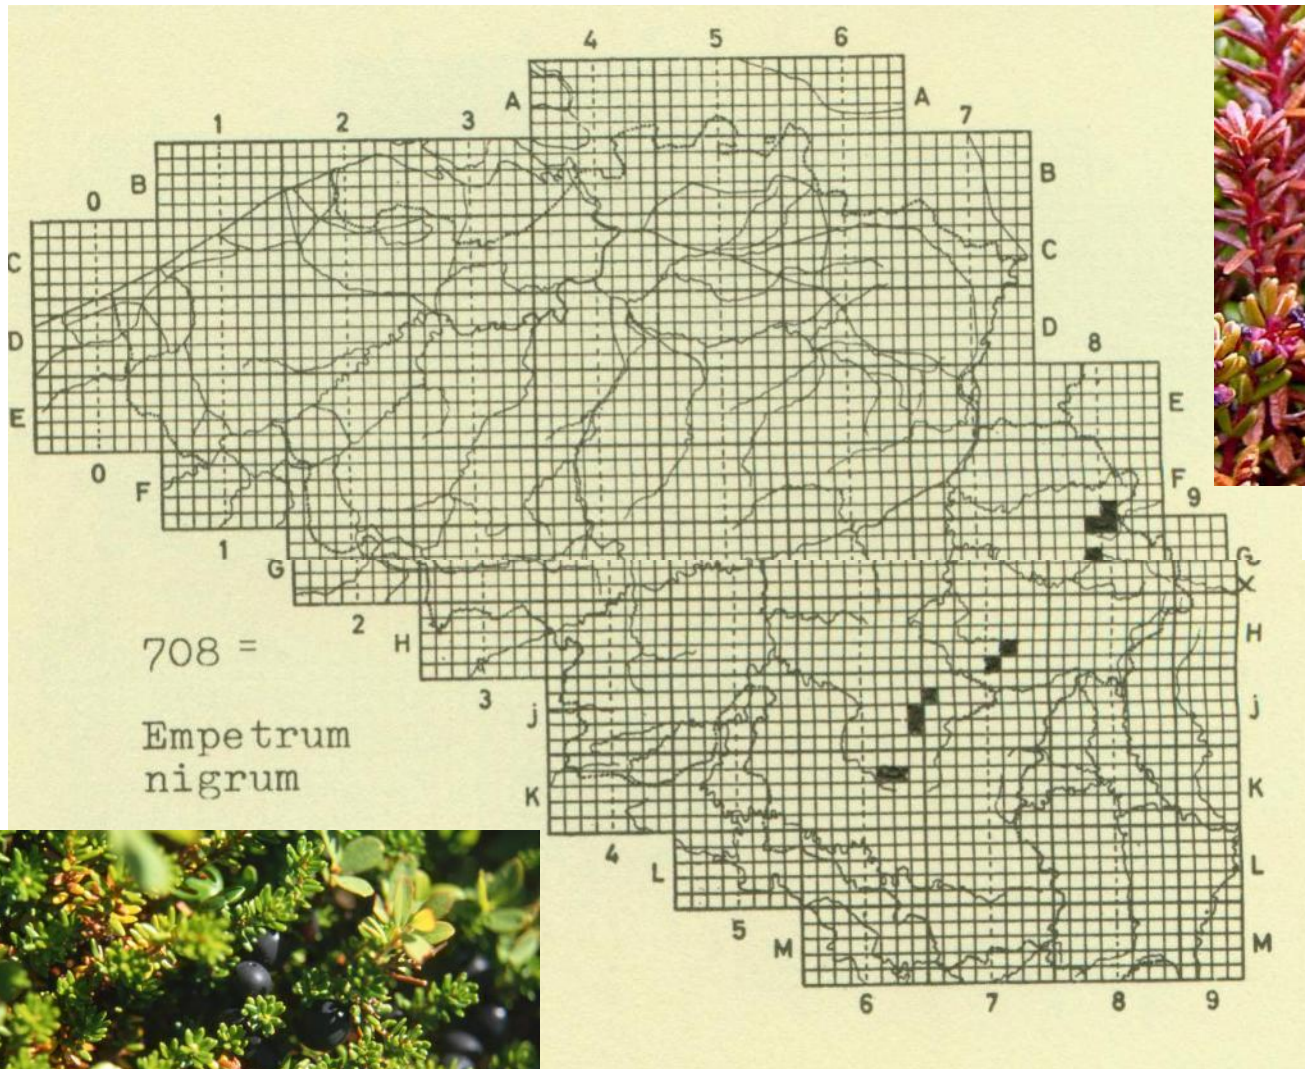 4 5 6
A A
7
1 2 3
B B
0
C C
D D
8
E E
0 F F
9
1
G G
X
2 H H
708 =
3 j j
Empetrum
nigrum
K K
4
L L
5
M M
6 7 8 9